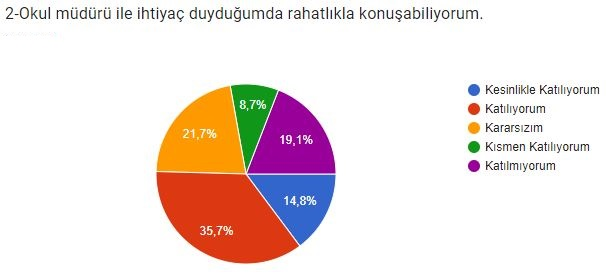 2-Okul müdürü ile ihtiyaç duyduğumda rahatlıkla konuşabiliyorum.
8,7%
21,7%
19,1%
14,8%
35,7%
Kesinlikle Katılıyorum
Katılıyorum
Kararsızım
Kısmen Katılıyorum
Katılmıyorum